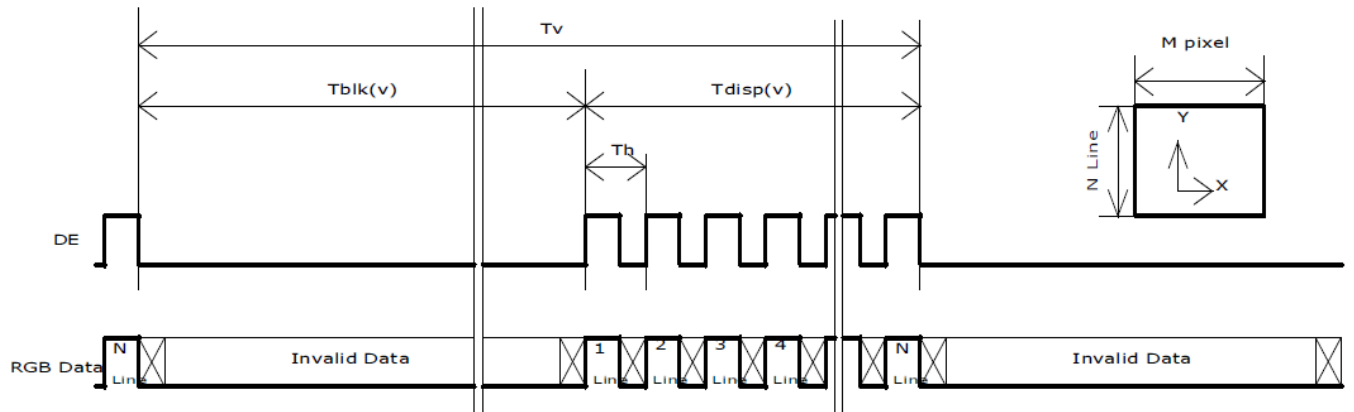 Tv
M pixel
Tblk(v)
Tdisp(v)
Th
N Line
Y
X
DE
RGB Data
N
Line
Invalid Data
1
Line
2
Line
3
Line
4
Line
N
Line
Invalid Data